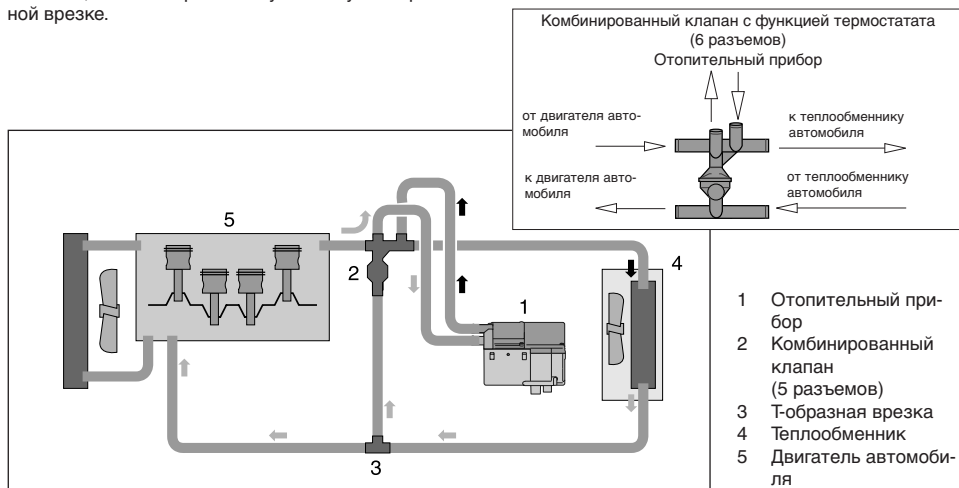 ной врезке.
Комбинированный клапан с функцией термостатата
(6 разъемов)
Отопительный прибор
от двигателя авто-
мобиля
к теплообменнику
автомобиля
к двигателя авто-
мобиля
от теплообменнику
автомобиля
5
2
1
4
3
1 Отопительный при-
бор
2 Комбинированный
клапан
(5 разъемов)
3 Т-образная врезка
4 Теплообменник
5 Двигатель автомоби-
ля